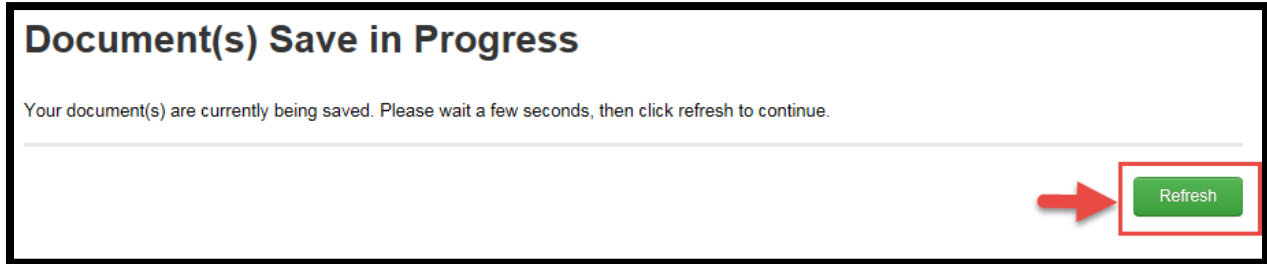 Document(s) Save in Progress
Your document(s) are currently being saved. Please wait a few seconds, then click refresh to continue.
Refresh